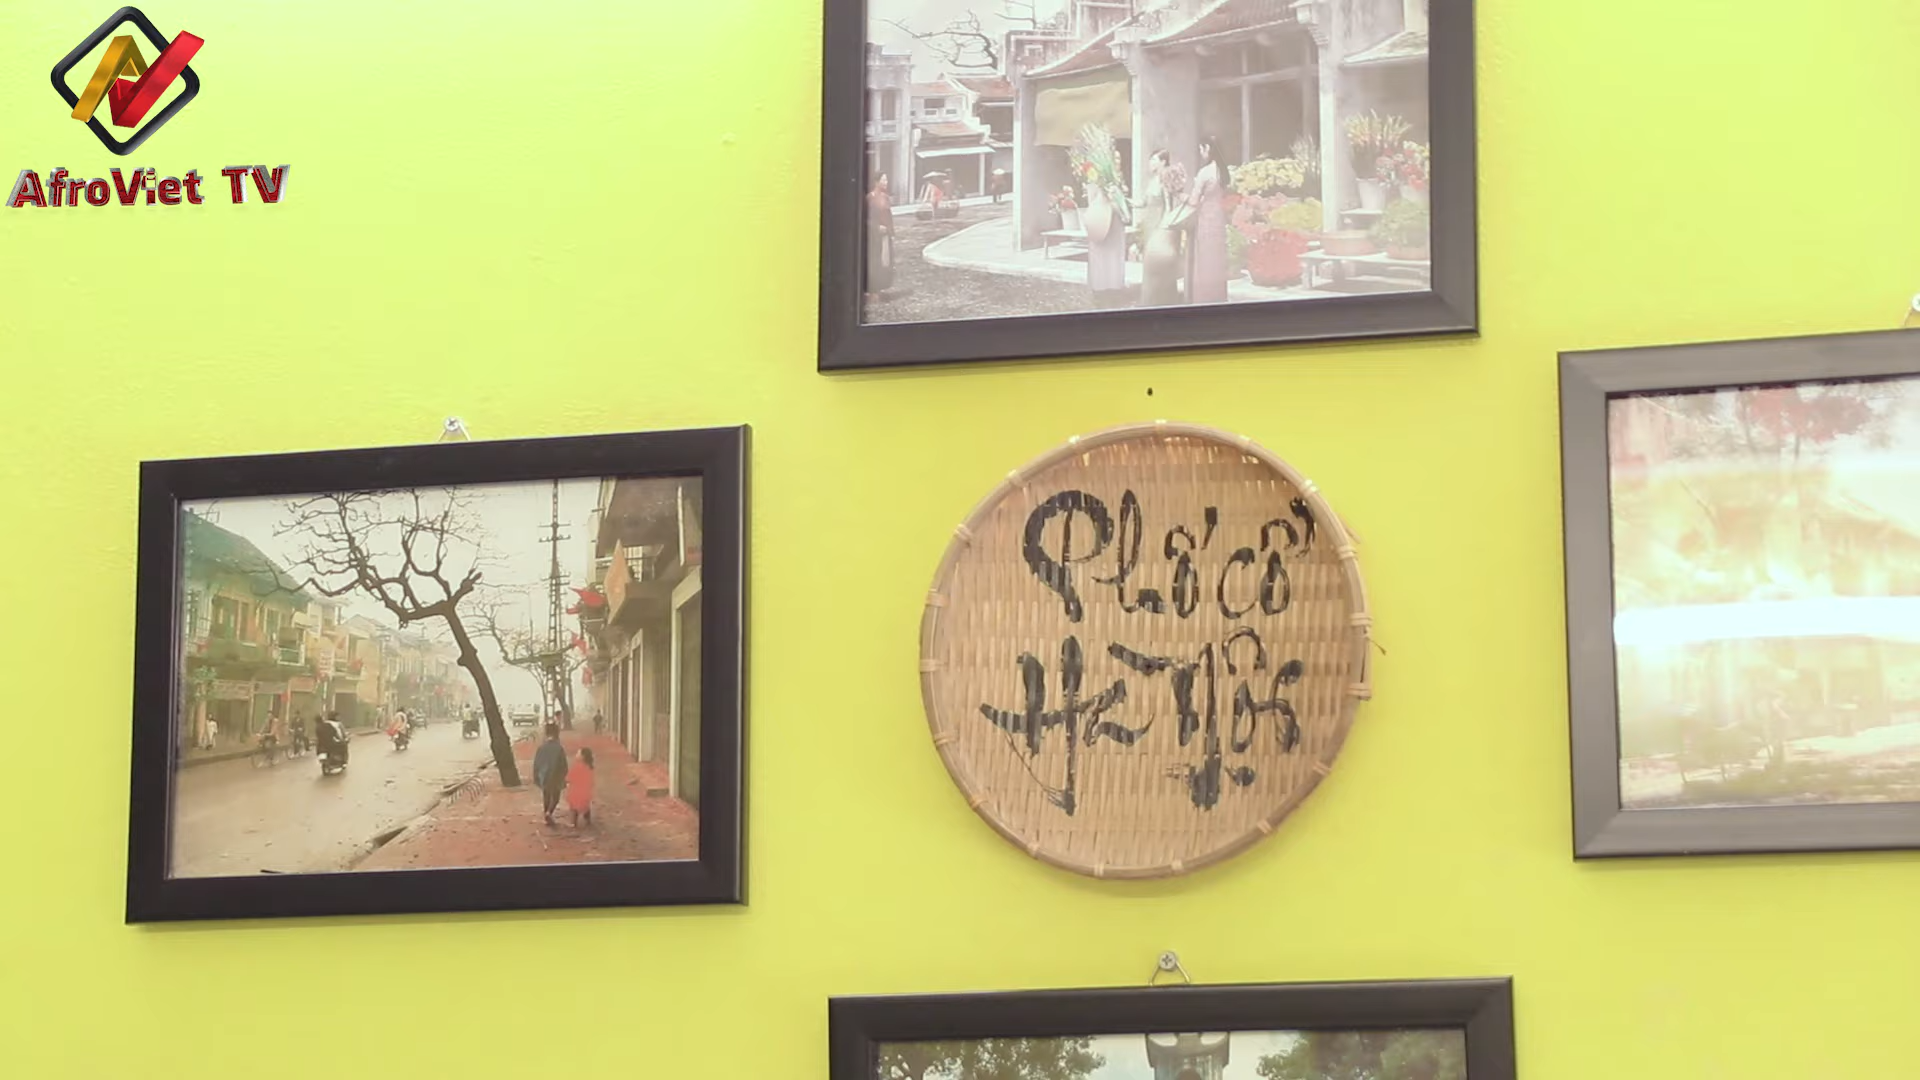 AfroViet TV
Phố cổ
Hà Nội